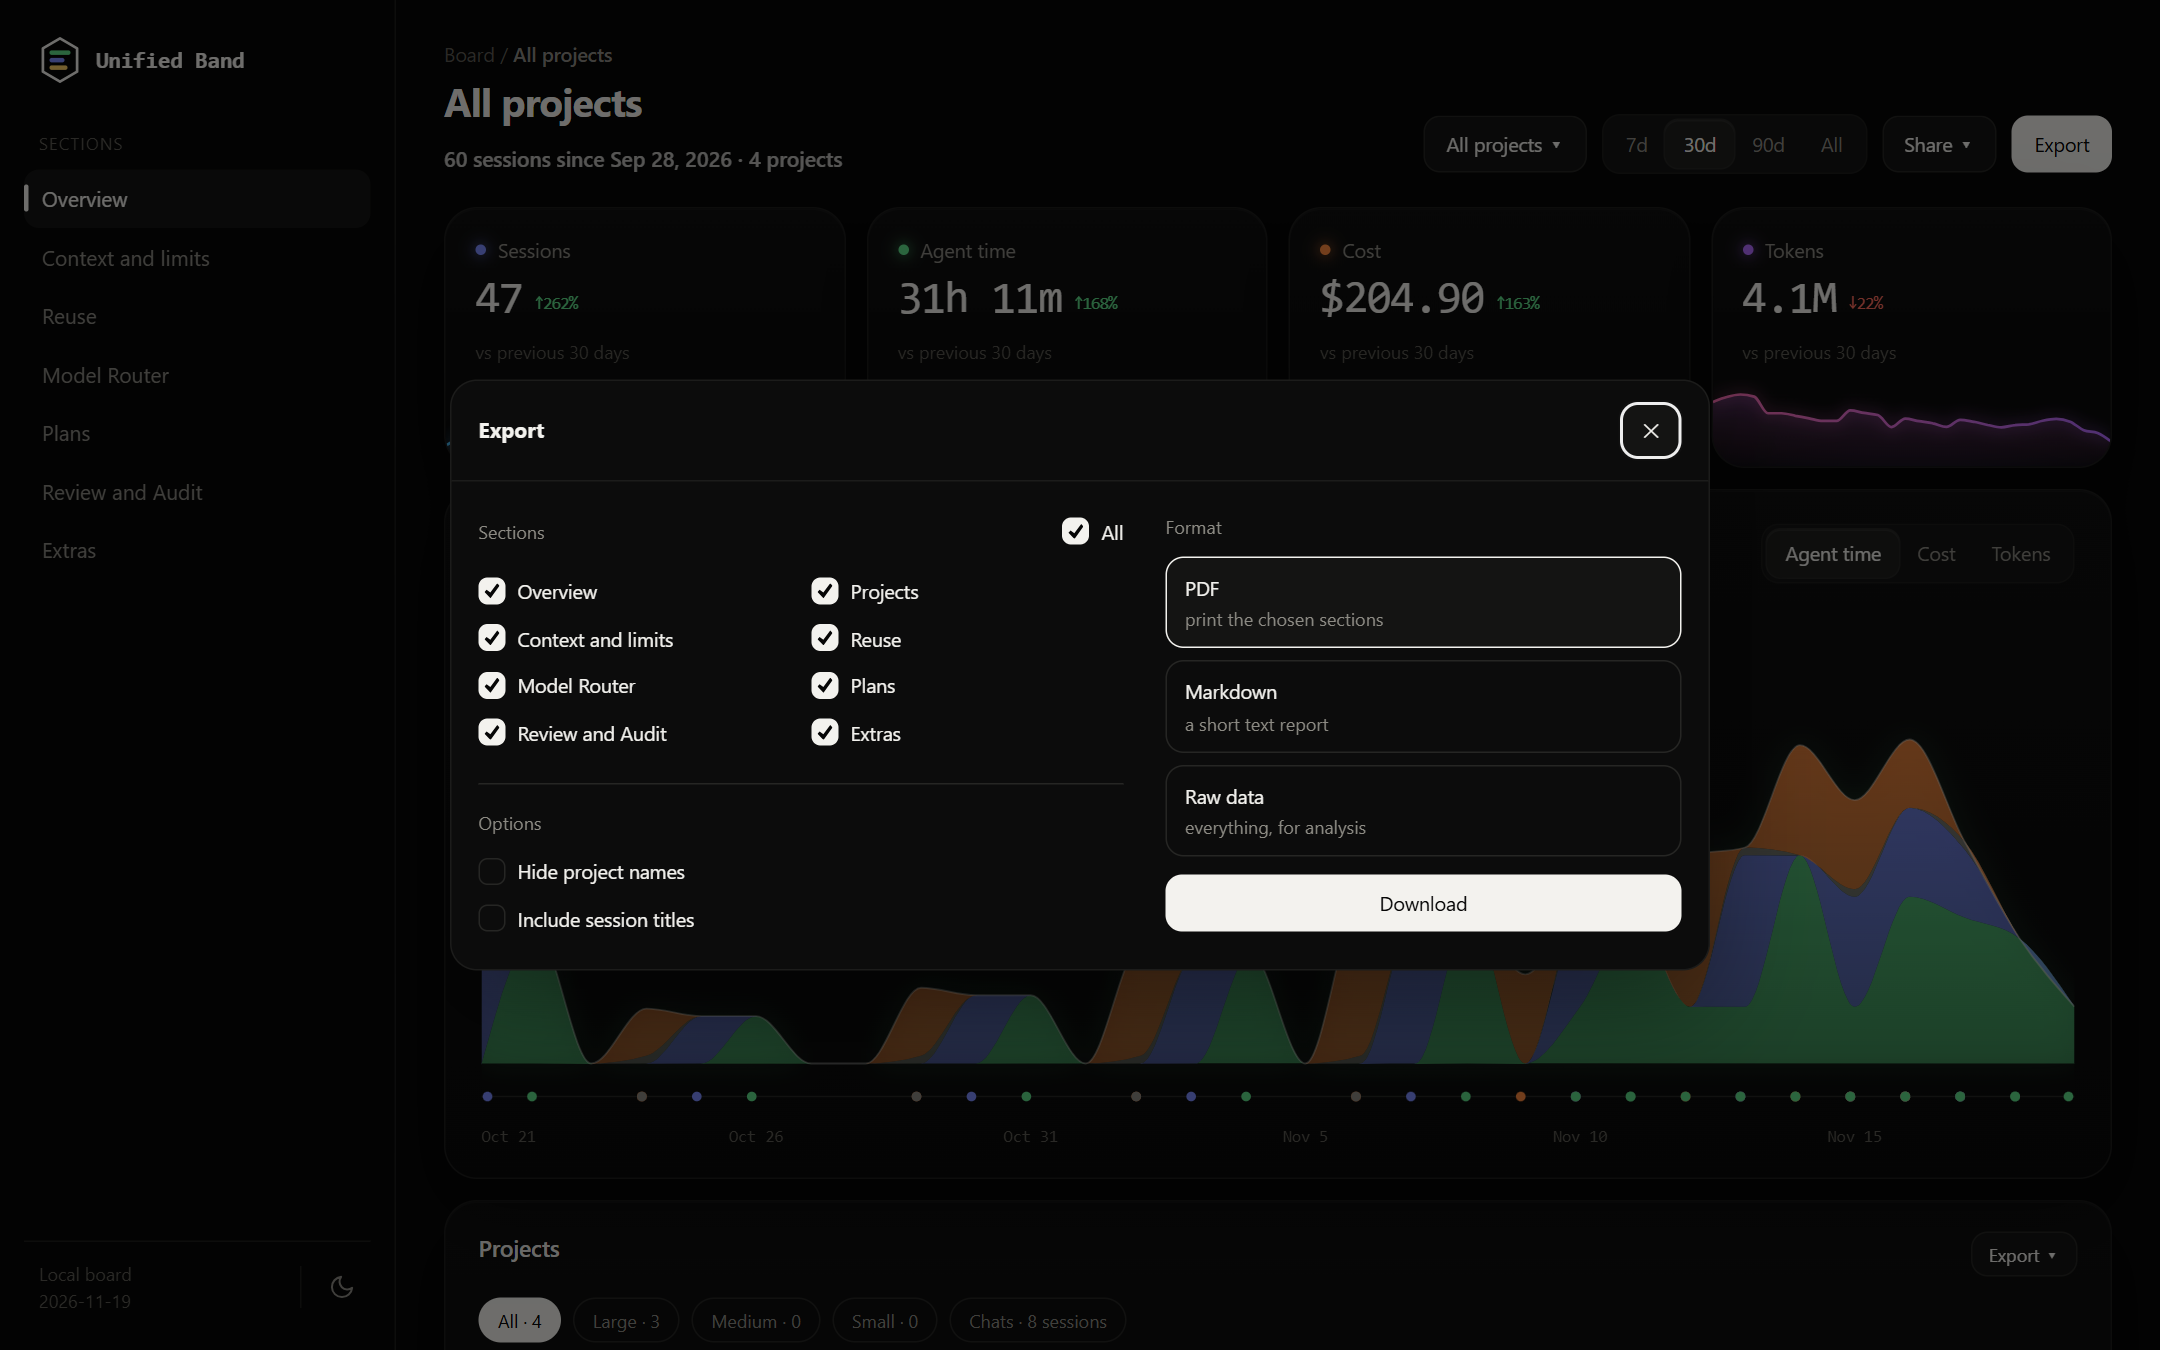 Unified Band
SECTIONS
Overview
Context and limits
Reuse
Model Router
Plans
Review and Audit
Extras
Local board
2026-11-19
Board / All projects
All projects
60 sessions since Sep 28, 2026 · 4 projects
All projects ▾
7d 30d 90d All
Share ▾
Export
Sessions
47 ↑262%
vs previous 30 days
Agent time
31h 11m ↑168%
vs previous 30 days
Cost
$204.90 ↑163%
vs previous 30 days
Tokens
4.1M ↓22%
vs previous 30 days
Agent time Cost Tokens
Export
Sections
All
Overview
Projects
Context and limits
Reuse
Model Router
Plans
Review and Audit
Extras
Options
Hide project names
Include session titles
Format
PDF
print the chosen sections
Markdown
a short text report
Raw data
everything, for analysis
Download
Oct 21 Oct 26 Oct 31 Nov 5 Nov 10 Nov 15
Projects
Export ▾
All · 4
Large · 3
Medium · 0
Small · 0
Chats · 8 sessions